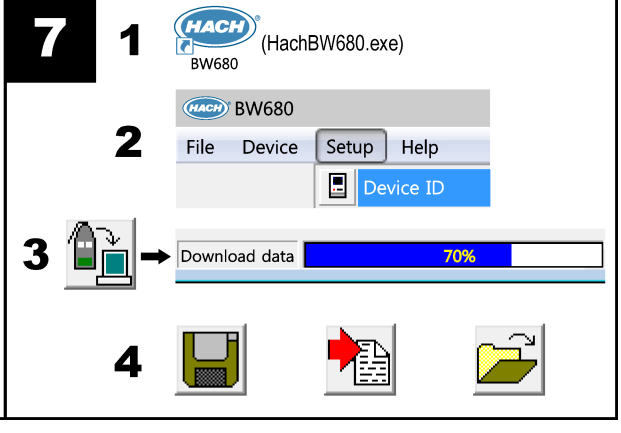 7
1
HACH
BW680
(HachBW680.exe)
2
HACH BW680
File Device Setup Help
Device ID
3
Download data 70%
4